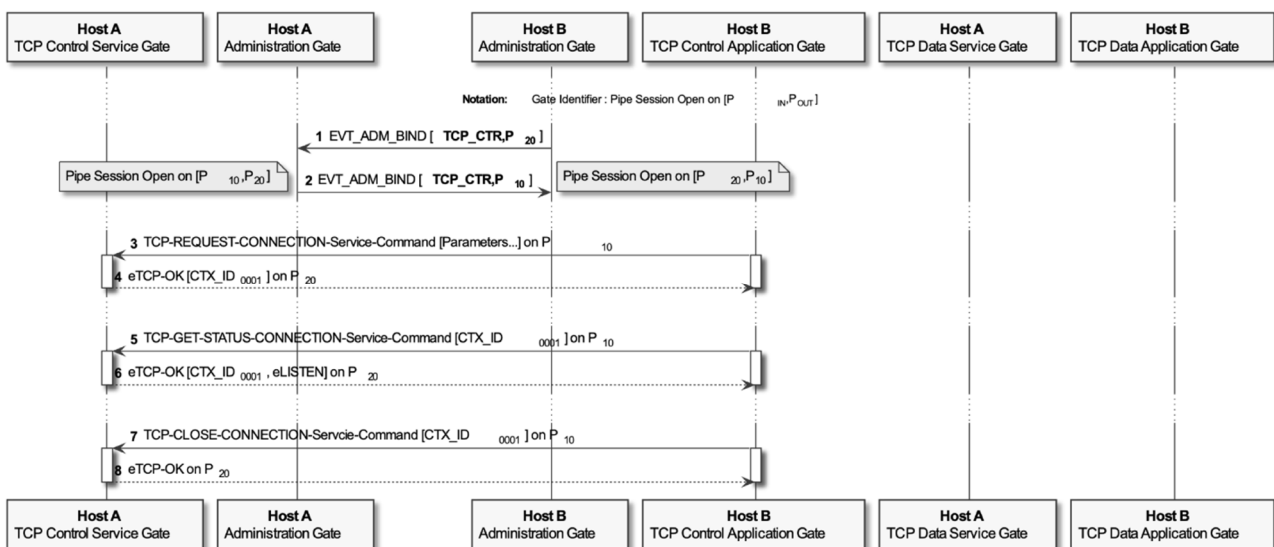 Host A
TCP Control Service Gate
Host A
Administration Gate
Host B
Administration Gate
Host B
TCP Control Application Gate
Host A
TCP Data Service Gate
Host B
TCP Data Application Gate
Notation: Gate Identifier : Pipe Session Open on [P IN,P OUT ]
1 EVT_ADM_BIND [ TCP_CTR,P 20 ]
Pipe Session Open on [P 10 ,P 20 ]
2 EVT_ADM_BIND [ TCP_CTR,P 10 ]
Pipe Session Open on [P 20 ,P 10 ]
3 TCP-REQUEST-CONNECTION-Service-Command [Parameters...] on P 10
4 eTCP-OK [CTX_ID 0001 ] on P 20
5 TCP-GET-STATUS-CONNECTION-Service-Command [CTX_ID 0001 ] on P 10
6 eTCP-OK [CTX_ID 0001 , eLISTEN] on P 20
7 TCP-CLOSE-CONNECTION-Servcie-Command [CTX_ID 0001 ] on P 10
8 eTCP-OK on P 20
Host A
TCP Control Service Gate
Host A
Administration Gate
Host B
Administration Gate
Host B
TCP Control Application Gate
Host A
TCP Data Service Gate
Host B
TCP Data Application Gate